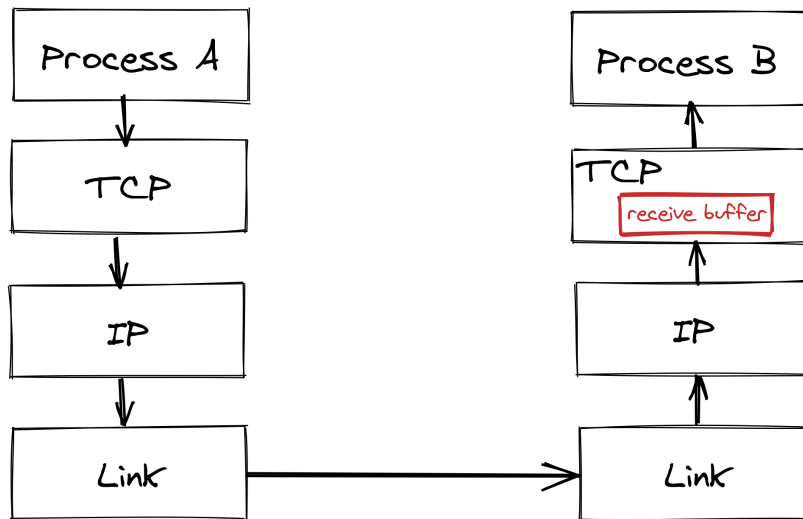 Process A
Process B
TCP
TCP
receive buffer
IP
IP
Link
Link